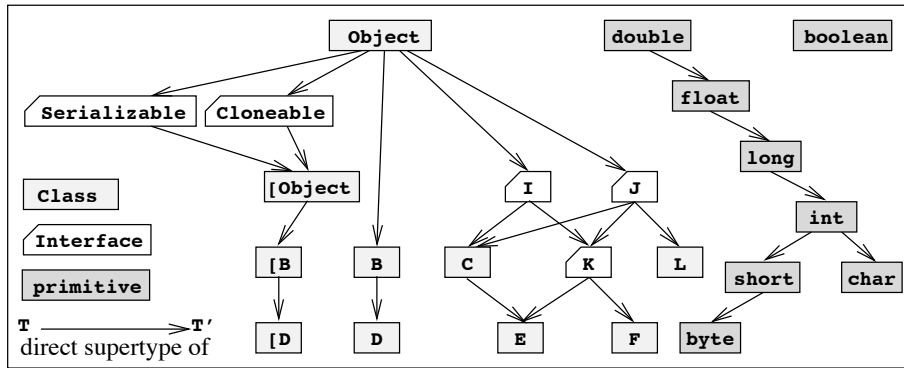 Object
double
boolean
Serializable
Cloneable
float
long
Class
[Object
I
J
int
Interface
[B
B
C
K
L
short
char
primitive
T
T'
direct supertype of
[D
D
E
F
byte